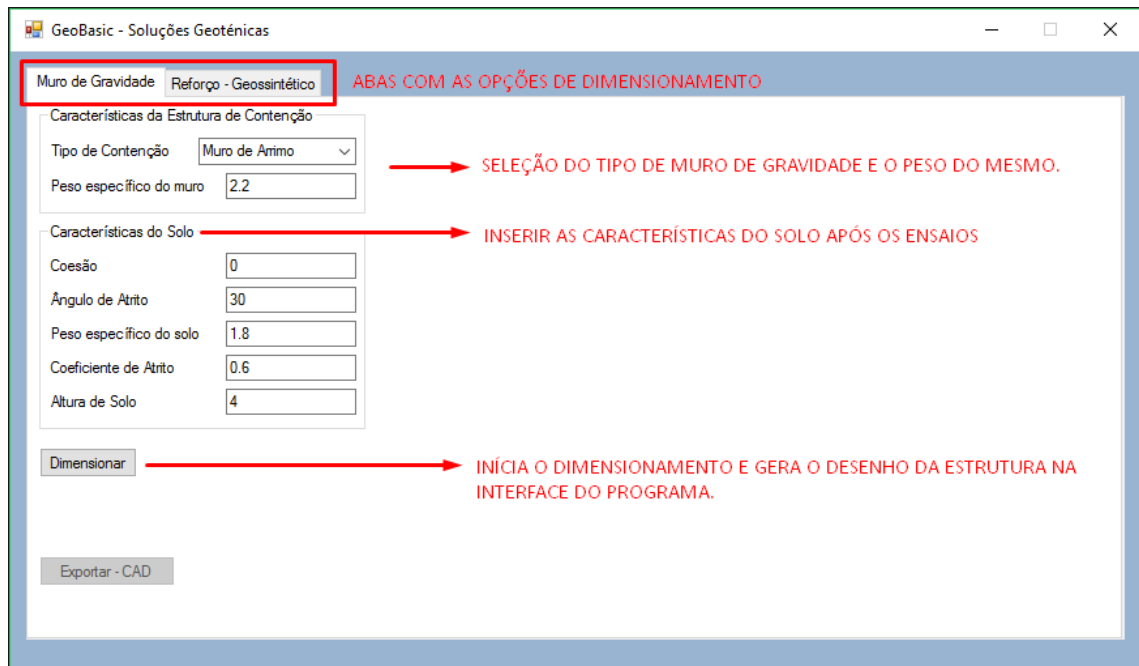 GeoBasic - Soluções Geoténicas
Muro de Gravidade
Reforço - Geossintético
ABAS COM AS OPÇÕES DE DIMENSIONAMENTO
Características da Estrutura de Contenção
Tipo de Contenção
Muro de Arrimo
SELEÇÃO DO TIPO DE MURO DE GRAVIDADE E O PESO DO MESMO.
Peso específico do muro
2.2
Características do Solo
INSERIR AS CARACTERÍSTICAS DO SOLO APÓS OS ENSAIOS
Coesão
0
Ângulo de Atrito
30
Peso específico do solo
1.8
Coeficiente de Atrito
0.6
Altura de Solo
4
Dimensionar
INÍCIA O DIMENSIONAMENTO E GERA O DESENHO DA ESTRUTURA NA
INTERFACE DO PROGRAMA.
Exportar - CAD